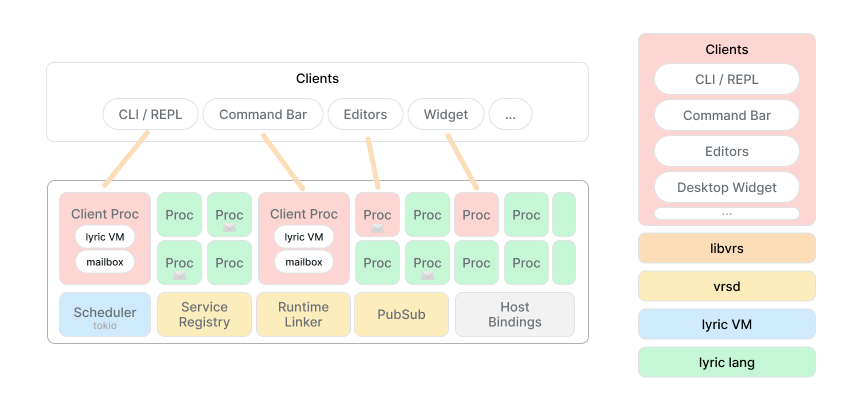 Clients
CLI / REPL
Command Bar
Editors
Widget
...
Client Proc
lyric VM
mailbox
Proc
Proc
Client Proc
lyric VM
mailbox
Proc
Proc
Proc
Proc
Proc
Proc
Proc
Proc
Proc
Proc
Scheduler
tokio
Service
Registry
Runtime
Linker
PubSub
Host
Bindings
Clients
CLI / REPL
Command Bar
Editors
Desktop Widget
...
libvrs
vrsd
lyric VM
lyric lang